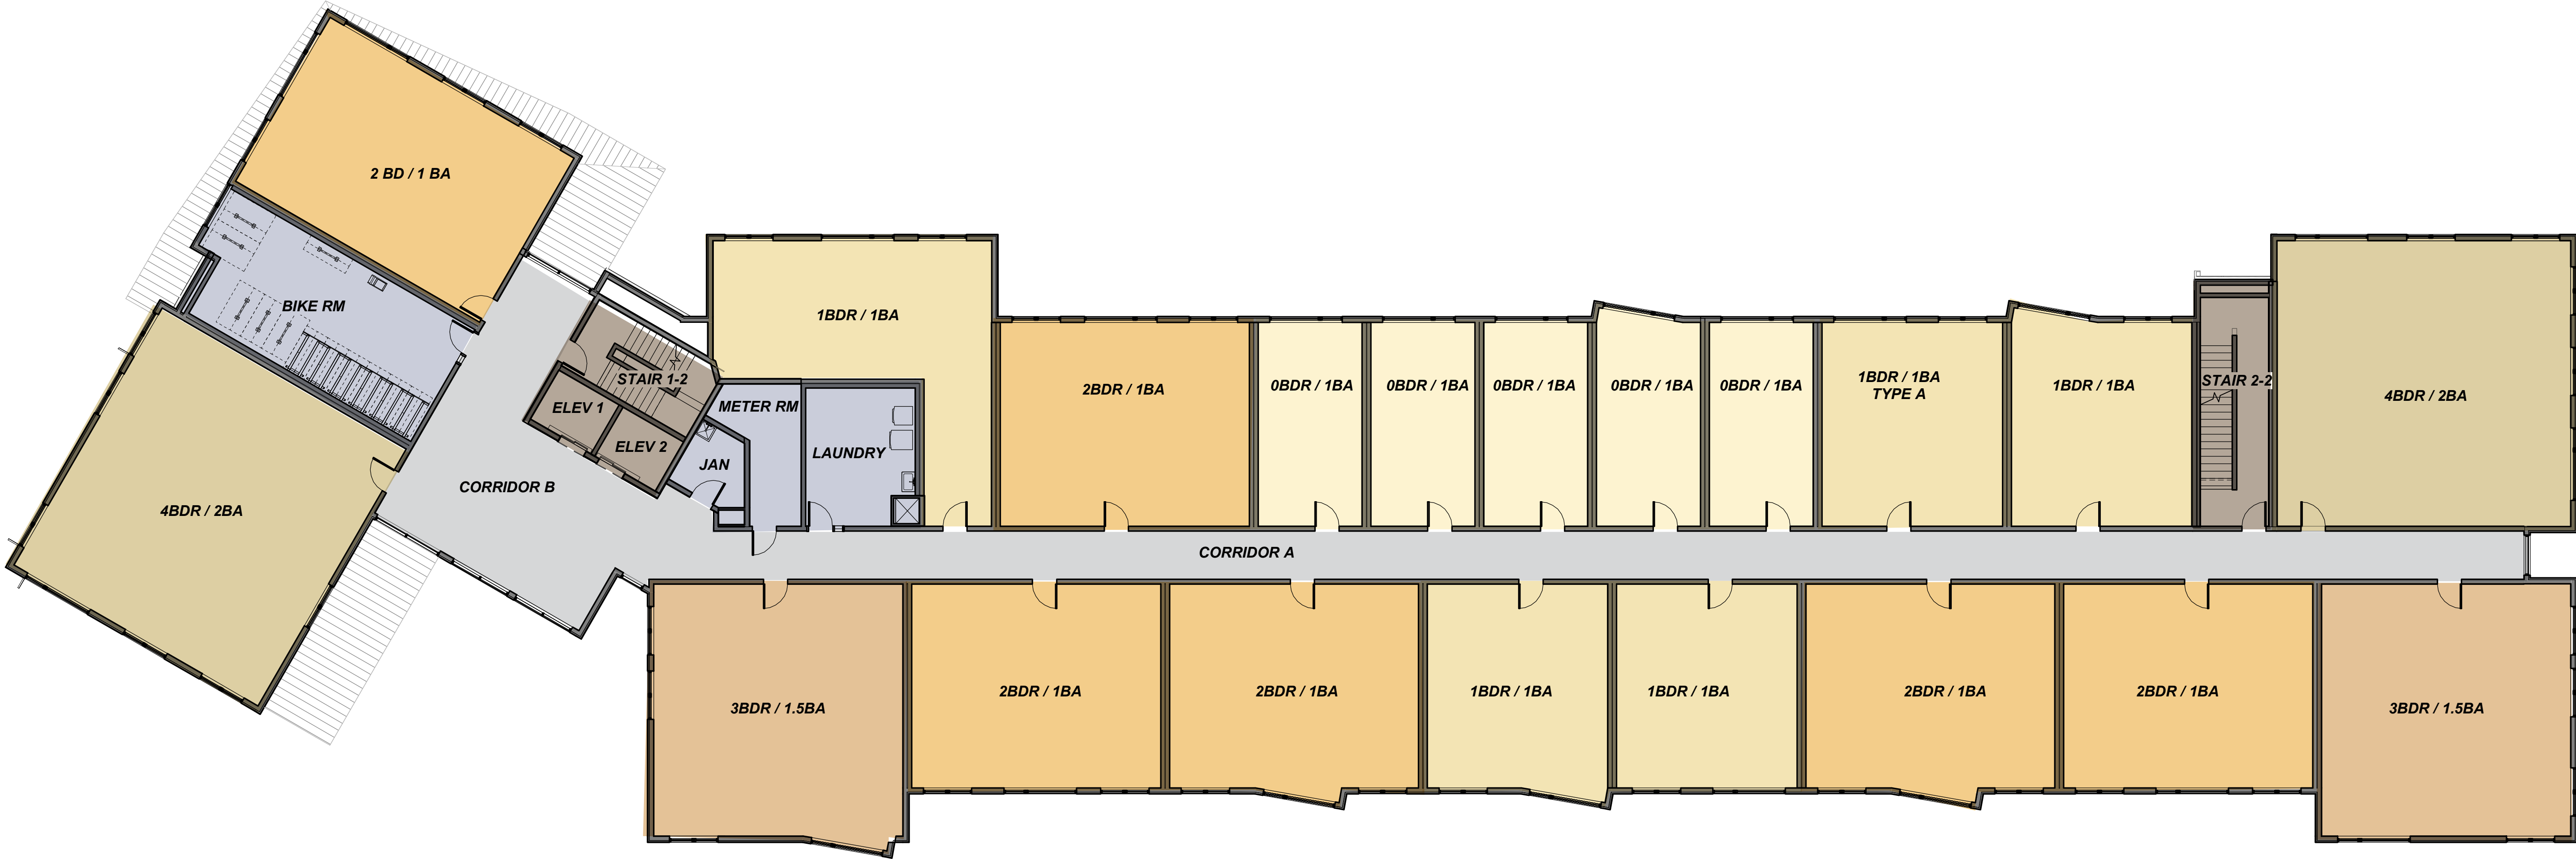 2 BD / 1 BA
BIKE RM
4BDR / 2BA
CORRIDOR B
STAIR 1-2
ELEV 1
ELEV 2
JAN
METER RM
LAUNDRY
1BDR / 1BA
2BDR / 1BA
0BDR / 1BA
0BDR / 1BA
0BDR / 1BA
0BDR / 1BA
0BDR / 1BA
1BDR / 1BA
TYPE A
1BDR / 1BA
STAIR 2-2
4BDR / 2BA
CORRIDOR A
3BDR / 1.5BA
2BDR / 1BA
2BDR / 1BA
1BDR / 1BA
1BDR / 1BA
2BDR / 1BA
2BDR / 1BA
3BDR / 1.5BA